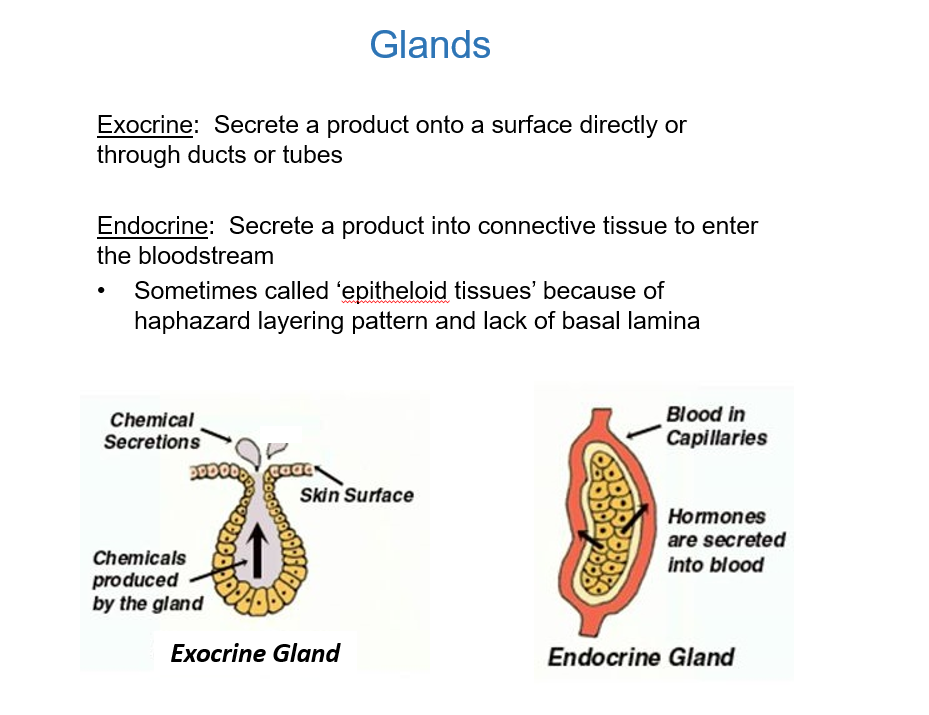 Glands
Exocrine: Secrete a product onto a surface directly or
through ducts or tubes
Endocrine: Secrete a product into connective tissue to enter
the bloodstream
• Sometimes called ‘epitheloid tissues’ because of
haphazard layering pattern and lack of basal lamina
Chemical
Secretions
Skin Surface
Chemicals
produced
by the gland
Exocrine Gland
Blood in
Capillaries
Hormones
are secreted
into blood
Endocrine Gland